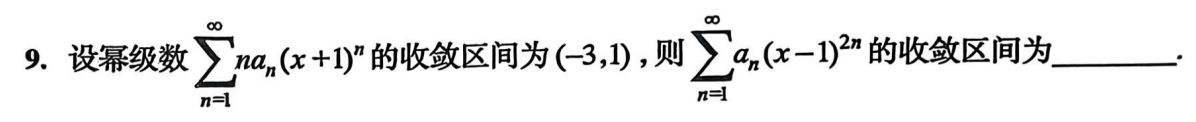 9. 设幂级数 $\sum_{n=1}^{\infty} na_n(x+1)^n$ 的收敛区间为 (−3,1) , 则 $\sum_{n=1}^{\infty} a_n(x-1)^{2n}$ 的收敛区间为________.